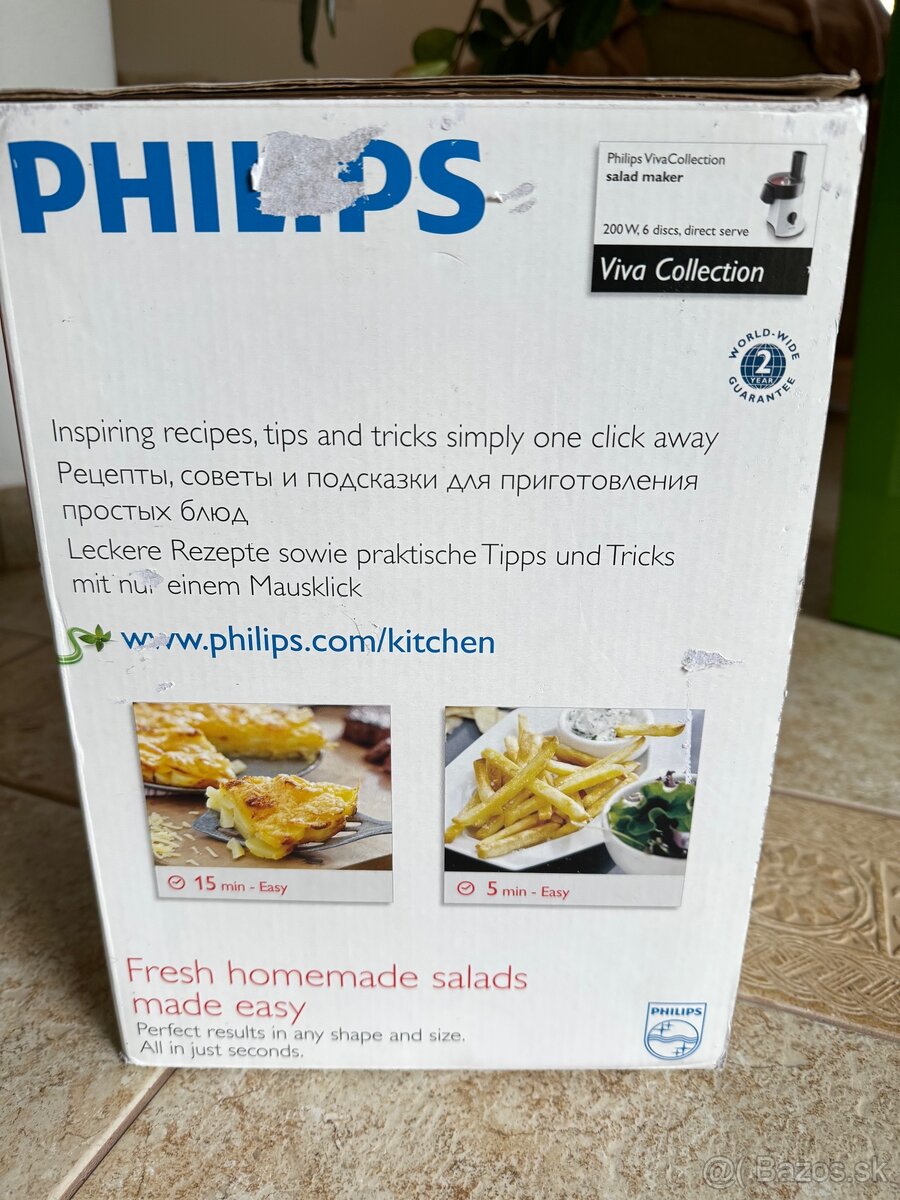 PHILIPS
Philips VivaCollection
salad maker
200 W, 6 discs, direct serve
Viva Collection
WORLD-WIDE
2
YEAR
GUARANTEE
Inspiring recipes, tips and tricks simply one click away
Рецепты, советы и подсказки для приготовления
простых блюд
Leckere Rezepte sowie praktische Tipps und Tricks
mit nur einem Mausklick
www.philips.com/kitchen
15 min - Easy
5 min - Easy
Fresh homemade salads
made easy
Perfect results in any shape and size.
All in just seconds.
PHILIPS
@ Bazos.sk